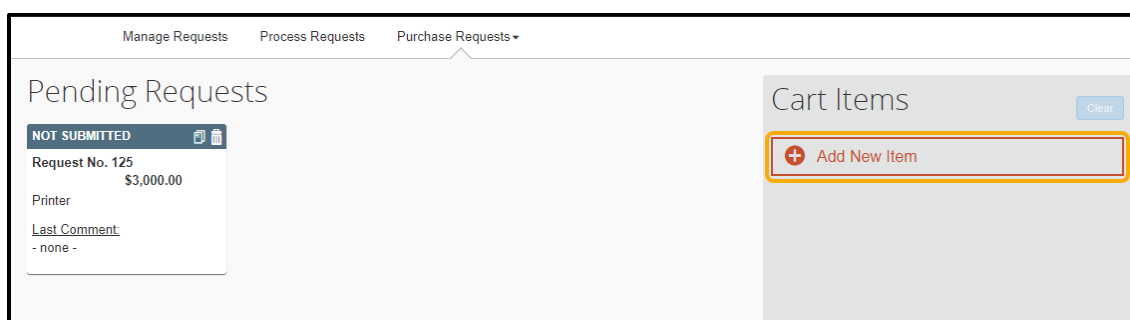 Manage Requests Process Requests Purchase Requests
Pending Requests
NOT SUBMITTED
Request No. 125
$3,000.00
Printer
Last Comment:
- none -
Cart Items
Clear
Add New Item